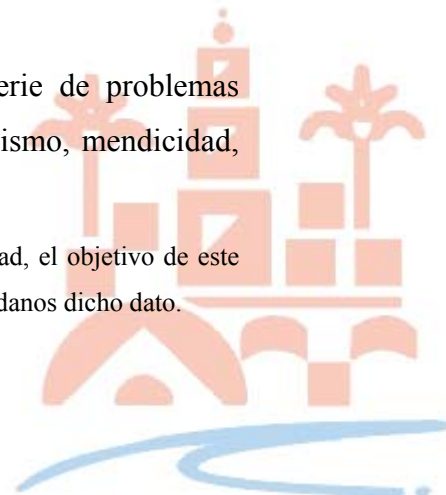 erie de problemas
ismo, mendicidad,
ad, el objetivo de este
danos dicho dato.